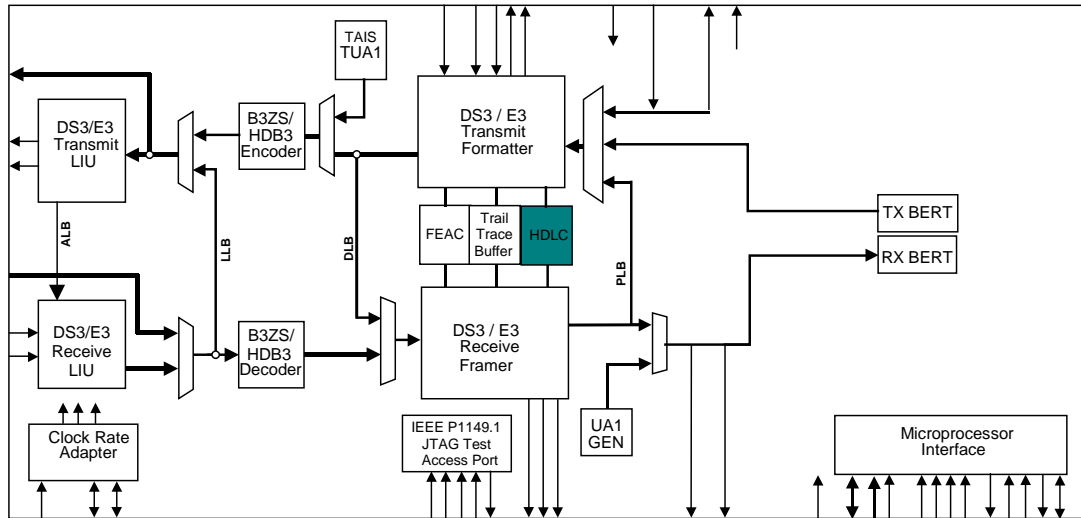 TAIS
TUA1
DS3/E3
Transmit
LIU
B3ZS/
HDB3
Encoder
DS3 / E3
Transmit
Formatter
FEAC
Trail
Trace
Buffer
HDLC
TX BERT
RX BERT
ALB
LLB
DLB
PLB
DS3/E3
Receive
LIU
B3ZS/
HDB3
Decoder
DS3 / E3
Receive
Framer
UA1
GEN
Clock Rate
Adapter
IEEE P1149.1
JTAG Test
Access Port
Microprocessor
Interface